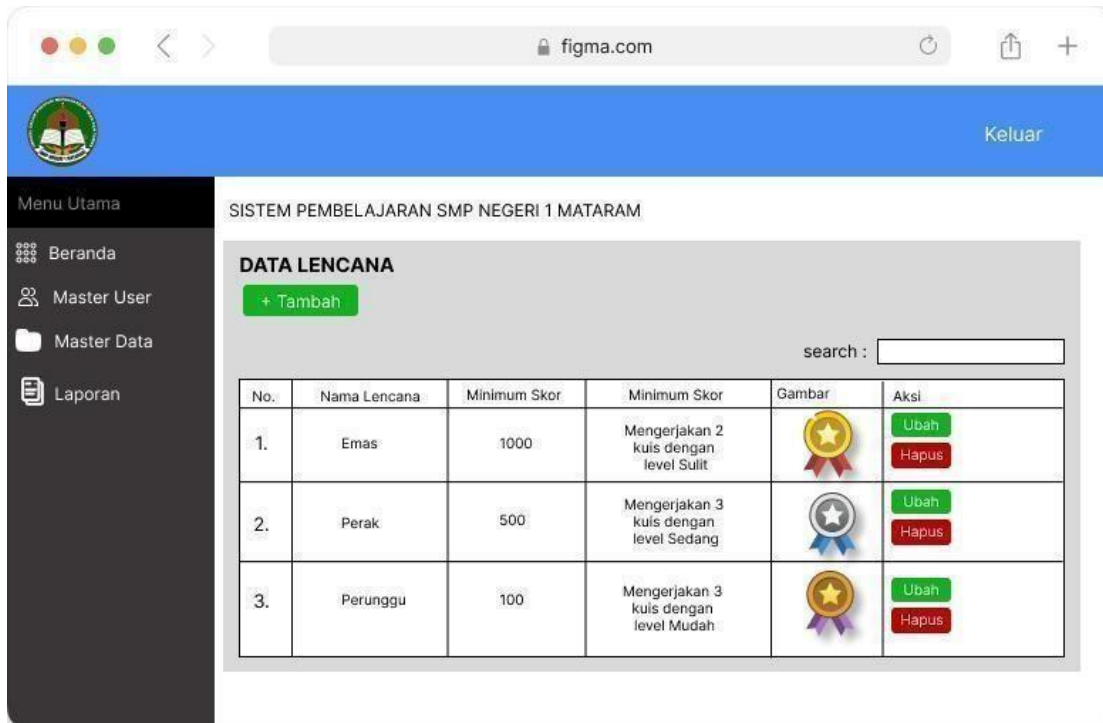 figma.com
Keluar
Menu Utama
SISTEM PEMBELAJARAN SMP NEGERI 1 MATARAM
Beranda
Master User
Master Data
Laporan
DATA LENCANA
+ Tambah
search :
No. Nama Lencana Minimum Skor Minimum Skor Gambar Aksi
1. Emas 1000 Mengerjakan 2
kuis dengan
level Sulit
Ubah
Hapus
2. Perak 500 Mengerjakan 3
kuis dengan
level Sedang
Ubah
Hapus
3. Perunggu 100 Mengerjakan 3
kuis dengan
level Mudah
Ubah
Hapus